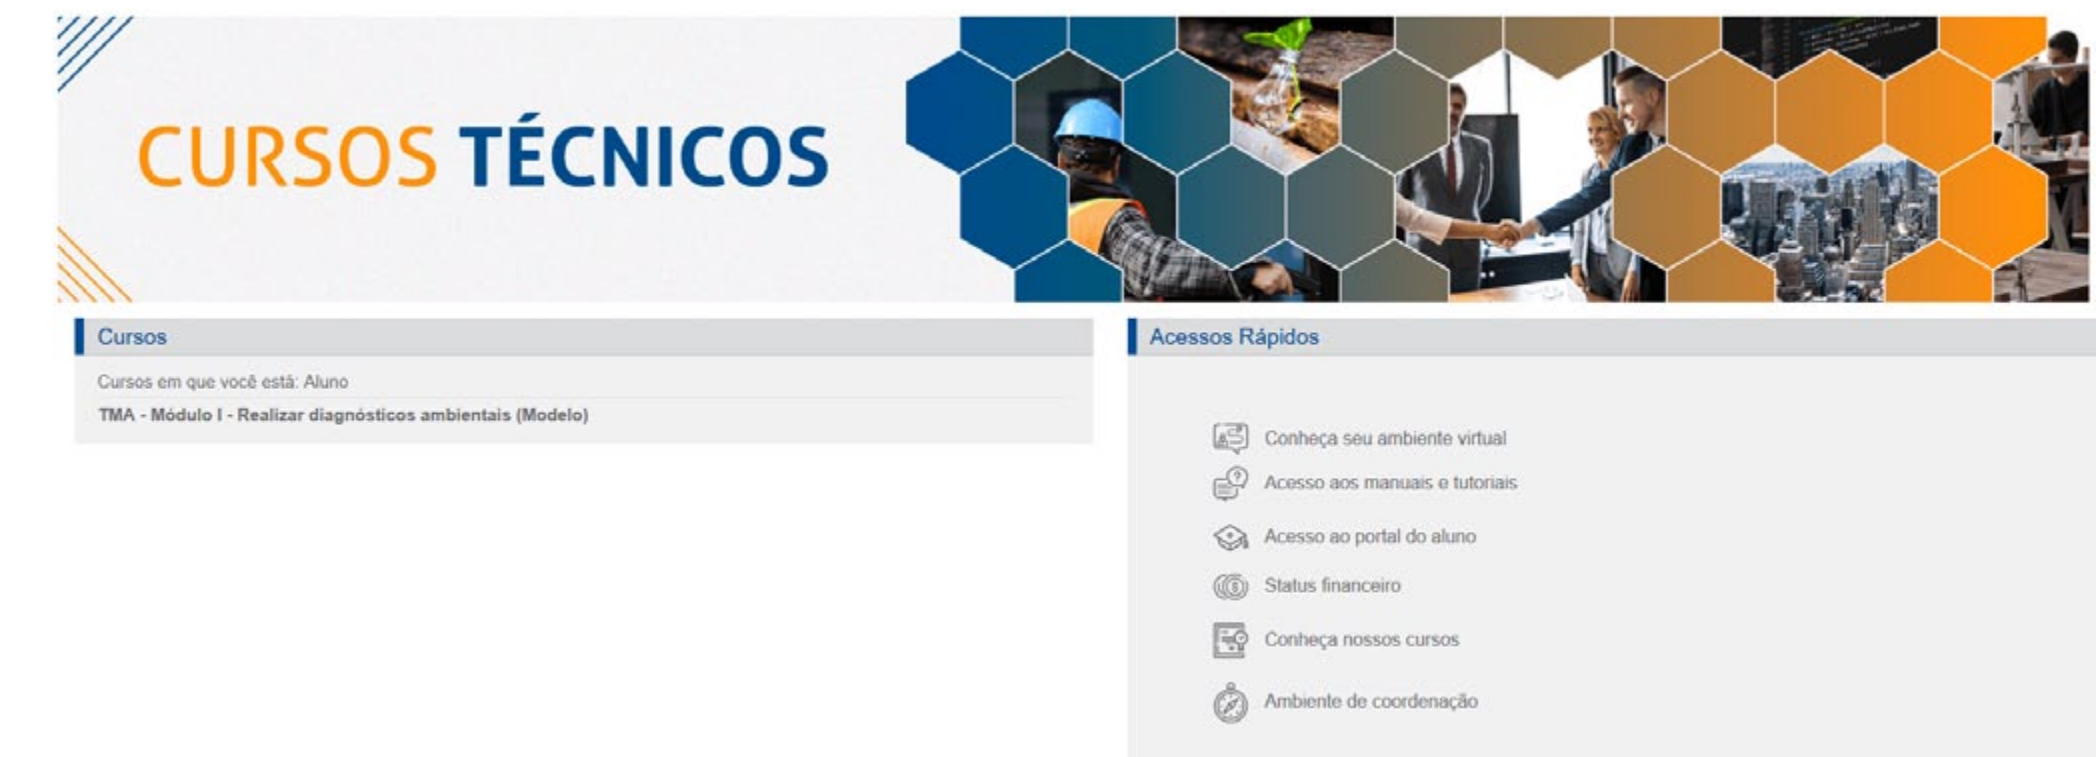 CURSOS TÉCNICOS
Cursos
Cursos em que você está: Aluno
TMA - Módulo I - Realizar diagnósticos ambientais (Modelo)
Acessos Rápidos
Conheça seu ambiente virtual
Acesso aos manuais e tutoriais
Acesso ao portal do aluno
Status financeiro
Conheça nossos cursos
Ambiente de coordenação